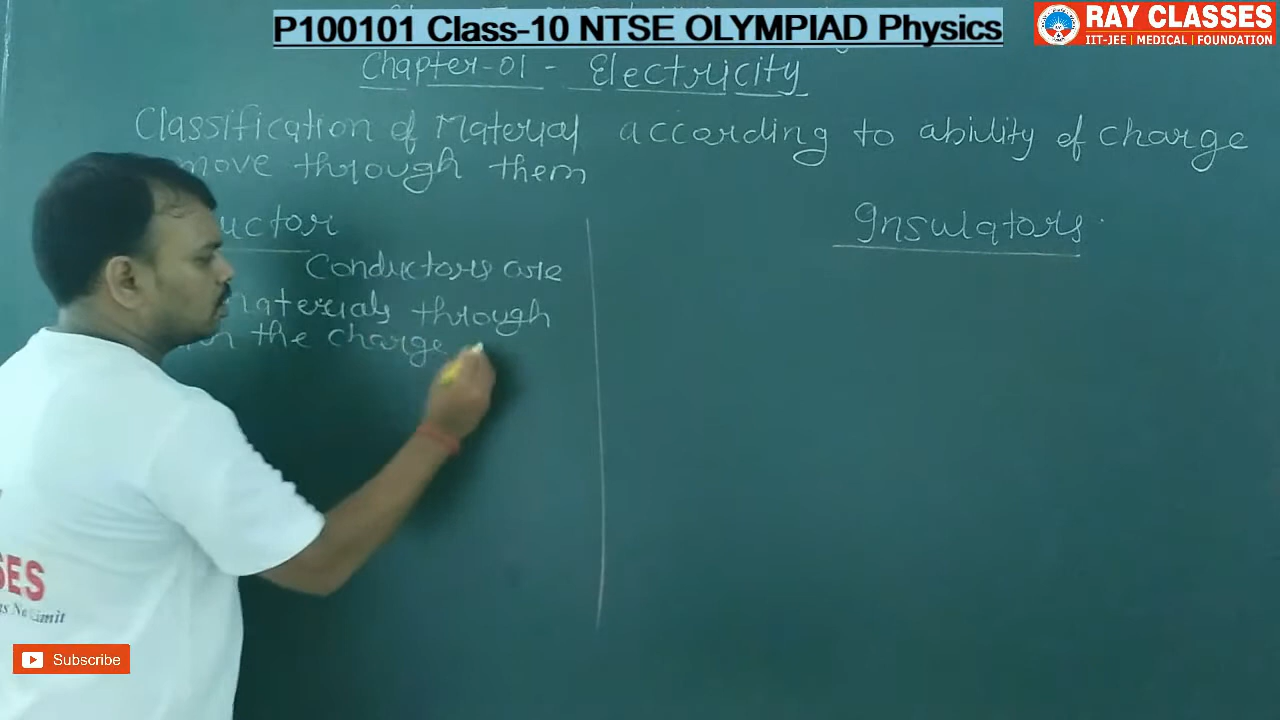 P100101 Class-10 NTSE OLYMPIAD Physics
RAY CLASSES
IIT-JEE | MEDICAL | FOUNDATION
Chapter-01 - Electricity
Classification of Material according to ability of charge
move through them
uctor
Insulators
Conductors are
materials through
the charge
SES
Limit
Subscribe